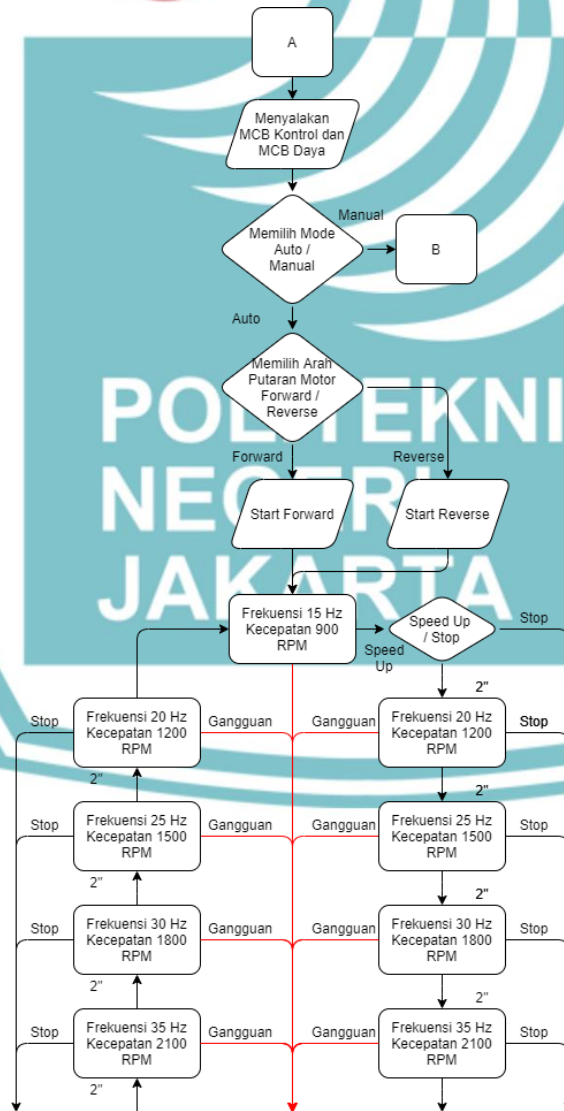 A
Menyalakan
MCB Kontrol dan
MCB Daya
Manual
Memilih Mode
Auto /
Manual
B
Auto
Memilih Arah
Putaran Motor
Forward /
Reverse
POLITEKNI
NEGERI
JAKARTA
Forward
Reverse
Start Forward
Start Reverse
Frekuensi 15 Hz
Kecepatan 900
RPM
Speed
Up
Speed Up
/ Stop
Stop
2"
Stop
Frekuensi 20 Hz
Kecepatan 1200
RPM
Gangguan
Gangguan
Frekuensi 20 Hz
Kecepatan 1200
RPM
Stop
2"
2"
Stop
Frekuensi 25 Hz
Kecepatan 1500
RPM
Gangguan
Gangguan
Frekuensi 25 Hz
Kecepatan 1500
RPM
Stop
2"
2"
Stop
Frekuensi 30 Hz
Kecepatan 1800
RPM
Gangguan
Gangguan
Frekuensi 30 Hz
Kecepatan 1800
RPM
Stop
2"
2"
Stop
Frekuensi 35 Hz
Kecepatan 2100
RPM
Gangguan
Gangguan
Frekuensi 35 Hz
Kecepatan 2100
RPM
Stop
2"